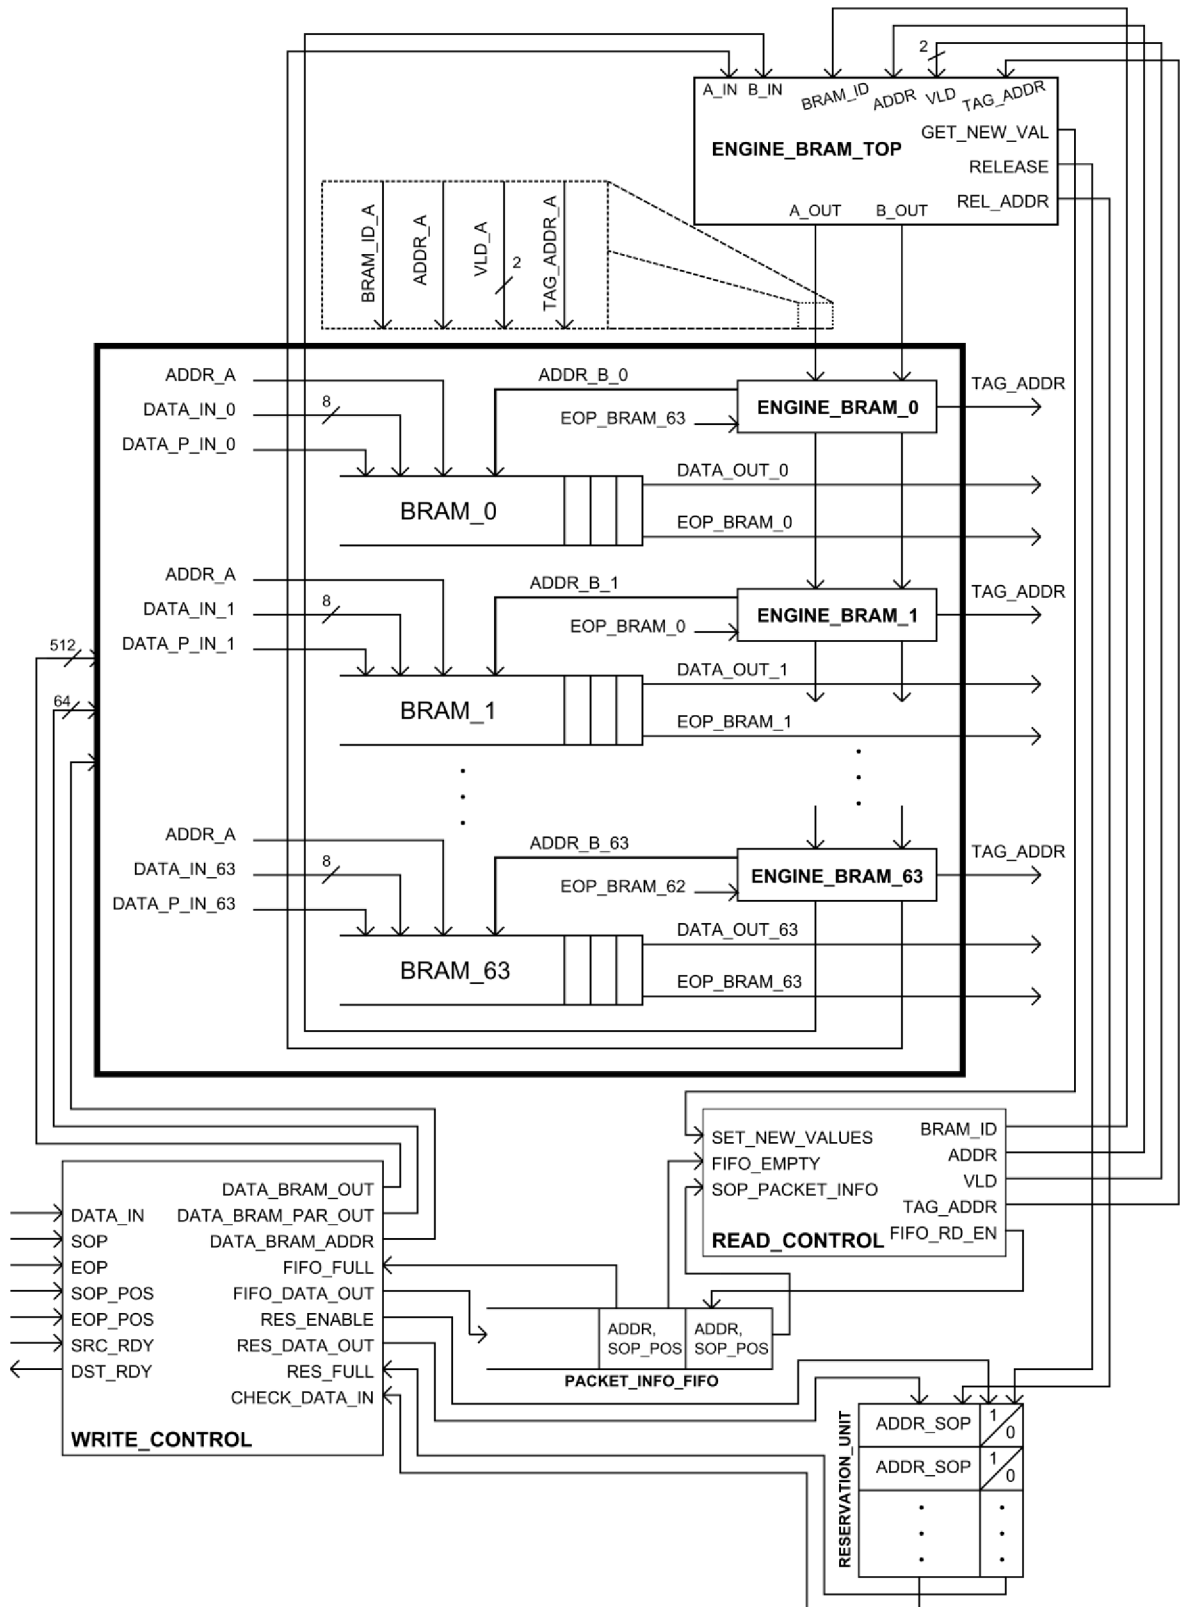 2
A_IN B_IN BRAM_ID ADDR VLD TAG_ADDR
GET_NEW_VAL
ENGINE_BRAM_TOP
RELEASE
REL_ADDR
A_OUT B_OUT
BRAM_ID_A
ADDR_A
VLD_A
2
TAG_ADDR_A
ADDR_A
DATA_IN_0
8
DATA_P_IN_0
ADDR_B_0
EOP_BRAM_63
ENGINE_BRAM_0
TAG_ADDR
BRAM_0
DATA_OUT_0
EOP_BRAM_0
ADDR_A
DATA_IN_1
8
DATA_P_IN_1
ADDR_B_1
EOP_BRAM_0
ENGINE_BRAM_1
TAG_ADDR
BRAM_1
DATA_OUT_1
EOP_BRAM_1
512
64
ADDR_A
DATA_IN_63
8
DATA_P_IN_63
ADDR_B_63
EOP_BRAM_62
ENGINE_BRAM_63
TAG_ADDR
BRAM_63
DATA_OUT_63
EOP_BRAM_63
SET_NEW_VALUES
FIFO_EMPTY
SOP_PACKET_INFO
BRAM_ID
ADDR
VLD
TAG_ADDR
FIFO_RD_EN
READ_CONTROL
DATA_IN
SOP
EOP
SOP_POS
EOP_POS
SRC_RDY
DST_RDY
DATA_BRAM_OUT
DATA_BRAM_PAR_OUT
DATA_BRAM_ADDR
FIFO_FULL
FIFO_DATA_OUT
RES_ENABLE
RES_DATA_OUT
RES_FULL
CHECK_DATA_IN
WRITE_CONTROL
ADDR,
SOP_POS
ADDR,
SOP_POS
PACKET_INFO_FIFO
RESERVATION_UNIT
ADDR_SOP 1/0
ADDR_SOP 1/0